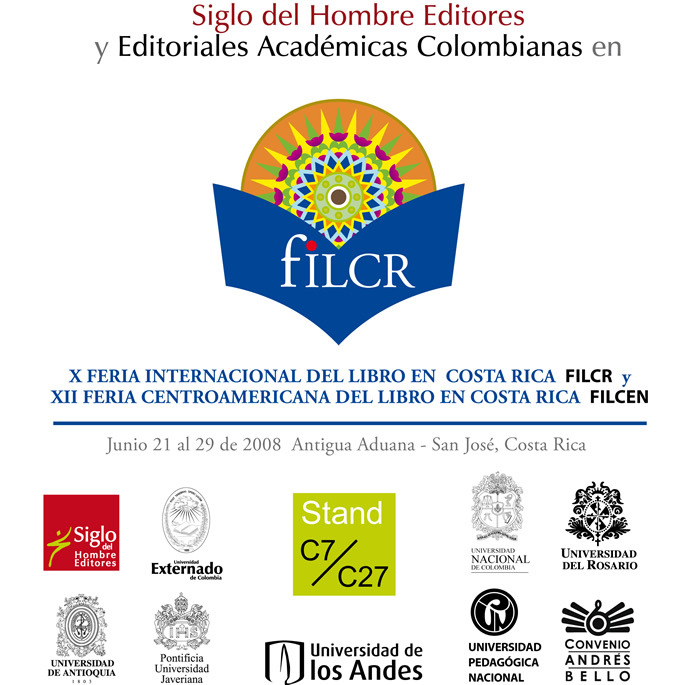 Siglo del Hombre Editores
y Editoriales Académicas Colombianas en
fILCR
X FERIA INTERNACIONAL DEL LIBRO EN COSTA RICA FILCR y
XII FERIA CENTROAMERICANA DEL LIBRO EN COSTA RICA FILCEN
Junio 21 al 29 de 2008 Antigua Aduana - San José, Costa Rica
Siglo
del
Hombre
Editores
Universidad
Externado
de Colombia
Stand
C7/
C27
UNIVERSIDAD
NACIONAL
DE COLOMBIA
UNIVERSIDAD
DEL ROSARIO
UNIVERSIDAD
DE ANTIOQUIA
1803
Pontificia
Universidad
Javeriana
Universidad de
los Andes
UNIVERSIDAD
PEDAGÓGICA
NACIONAL
CONVENIO
ANDRÉS
BELLO